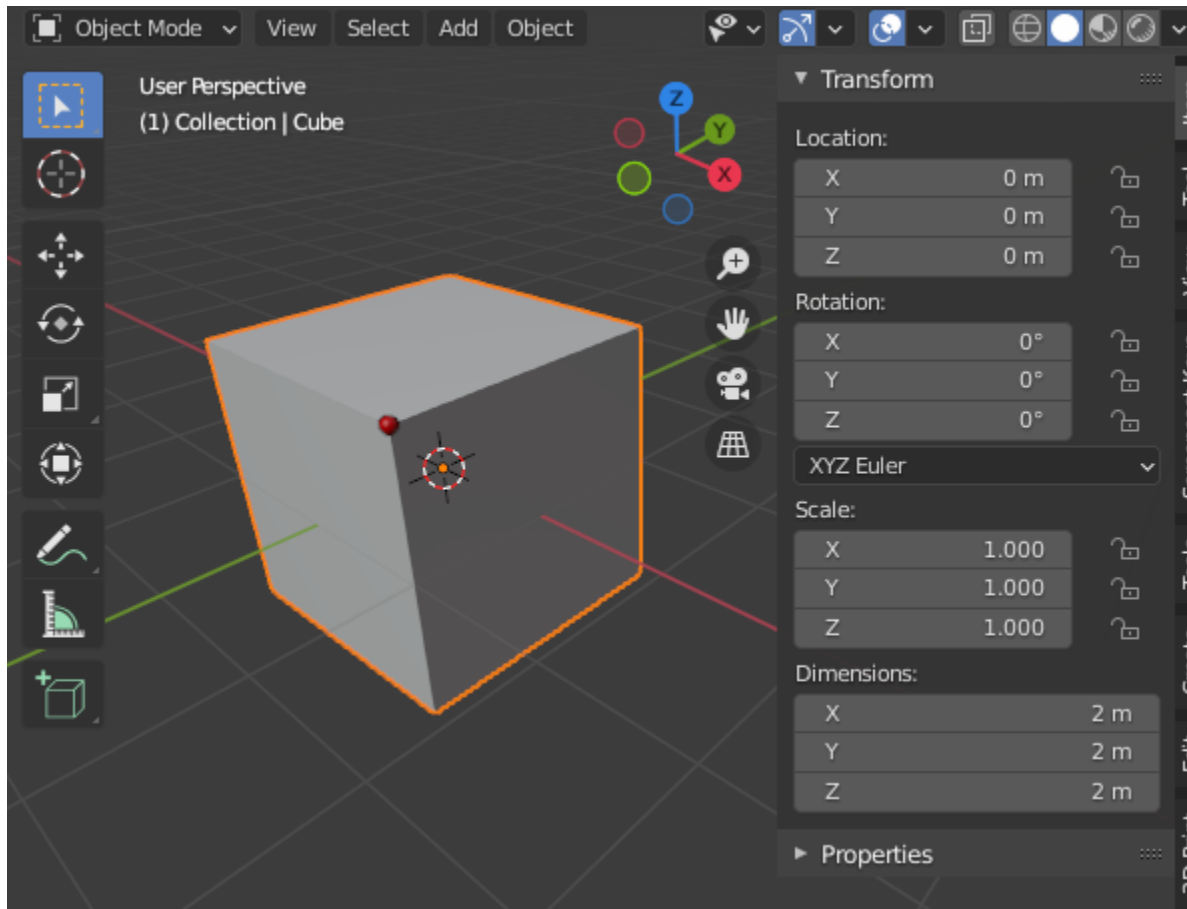 Object Mode View Select Add Object
User Perspective
(1) Collection | Cube
Z
Y
X
Transform
Location:
X 0 m
Y 0 m
Z 0 m
Rotation:
X 0°
Y 0°
Z 0°
XYZ Euler
Scale:
X 1.000
Y 1.000
Z 1.000
Dimensions:
X 2 m
Y 2 m
Z 2 m
Properties